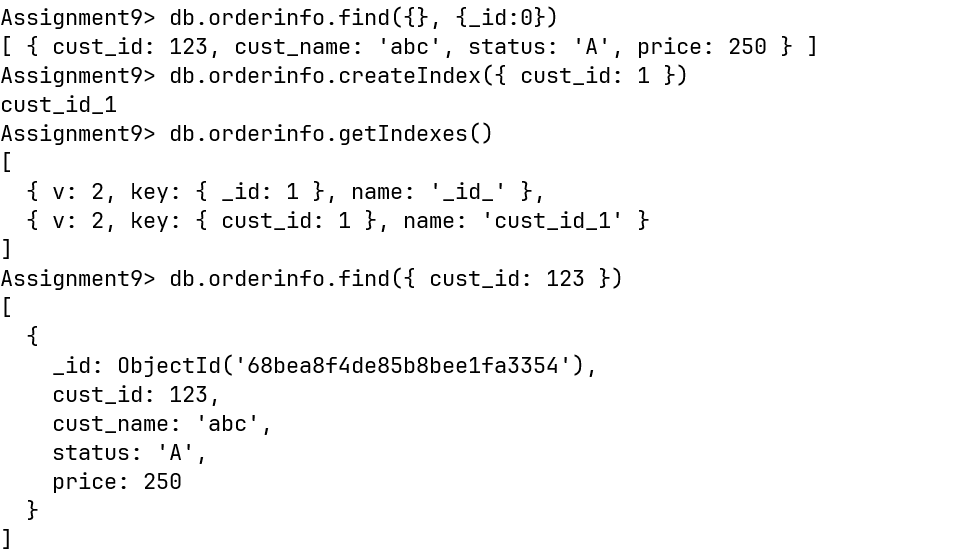 Assignment9> db.orderinfo.find({}, {_id:0})
[ { cust_id: 123, cust_name: 'abc', status: 'A', price: 250 } ]
Assignment9> db.orderinfo.createIndex({ cust_id: 1 })
cust_id_1
Assignment9> db.orderinfo.getIndexes()
[
  { v: 2, key: { _id: 1 }, name: '_id_' },
  { v: 2, key: { cust_id: 1 }, name: 'cust_id_1' }
]
Assignment9> db.orderinfo.find({ cust_id: 123 })
[
  {
    _id: ObjectId('68bea8f4de85b8bee1fa3354'),
    cust_id: 123,
    cust_name: 'abc',
    status: 'A',
    price: 250
  }
]